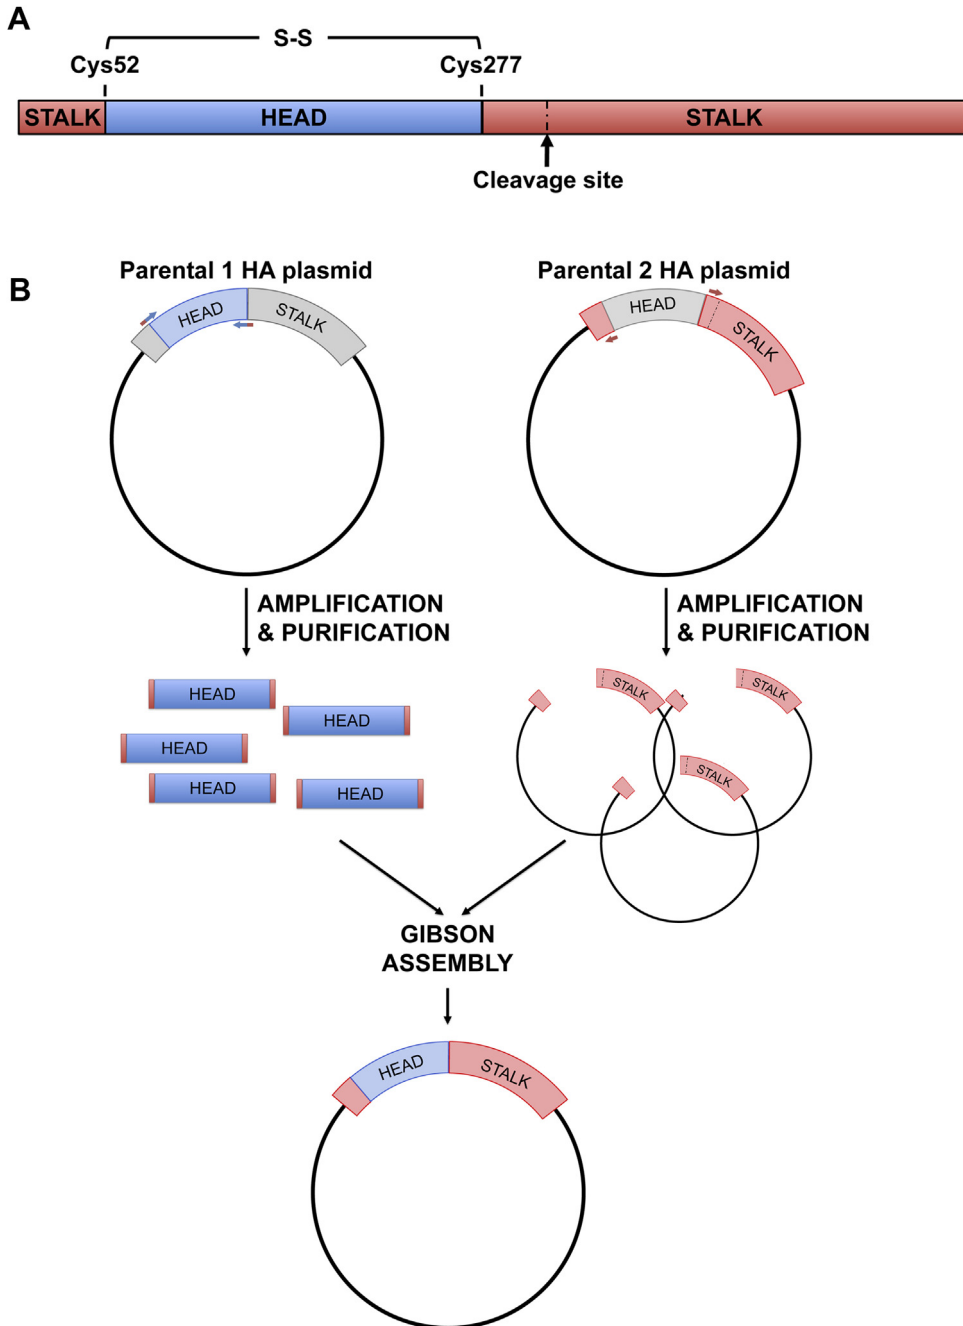 A
S-S
Cys52
Cys277
STALK
HEAD
STALK
Cleavage site
B
Parental 1 HA plasmid
Parental 2 HA plasmid
HEAD
STALK
HEAD
STALK
AMPLIFICATION
& PURIFICATION
AMPLIFICATION
& PURIFICATION
HEAD
HEAD
HEAD
HEAD
HEAD
STALK
STALK
STALK
GIBSON
ASSEMBLY
HEAD
STALK